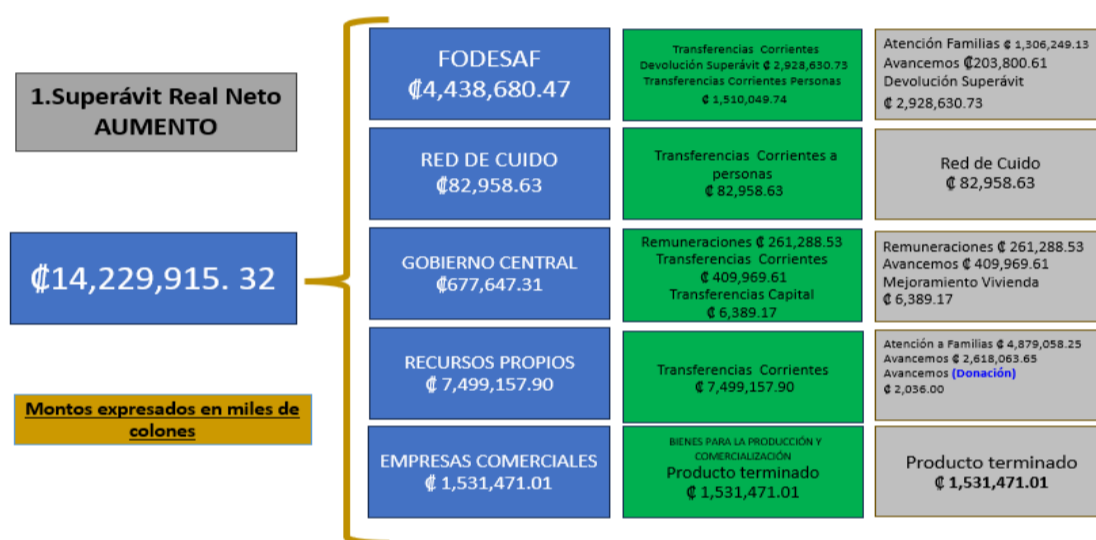 1.Superávit Real Neto
AUMENTO
₡14,229,915. 32
Montos expresados en miles de
colones
FODESAF
₡4,438,680.47
Transferencias Corrientes
Devolución Superávit ₡ 2,928,630.73
Transferencias Corrientes Personas
₡ 1,510,049.74
Atención Familias ₡ 1,306,249.13
Avancemos ₡203,800.61
Devolución Superávit
₡ 2,928,630.73
RED DE CUIDO
₡82,958.63
Transferencias Corrientes a
personas
₡ 82,958.63
Red de Cuido
₡ 82,958.63
GOBIERNO CENTRAL
₡677,647.31
Remuneraciones ₡ 261,288.53
Transferencias Corrientes
₡ 409,969.61
Transferencias Capital
₡ 6,389.17
Remuneraciones ₡ 261,288.53
Avancemos ₡ 409,969.61
Mejoramiento Vivienda
₡ 6,389.17
RECURSOS PROPIOS
₡ 7,499,157.90
Transferencias Corrientes
₡ 7,499,157.90
Atención a Familias ₡ 4,879,058.25
Avancemos ₡ 2,618,063.65
Avancemos (Donación)
₡ 2,036.00
EMPRESAS COMERCIALES
₡ 1,531,471.01
BIENES PARA LA PRODUCCIÓN Y
COMERCIALIZACIÓN
Producto terminado
₡ 1,531,471.01
Producto terminado
₡ 1,531,471.01